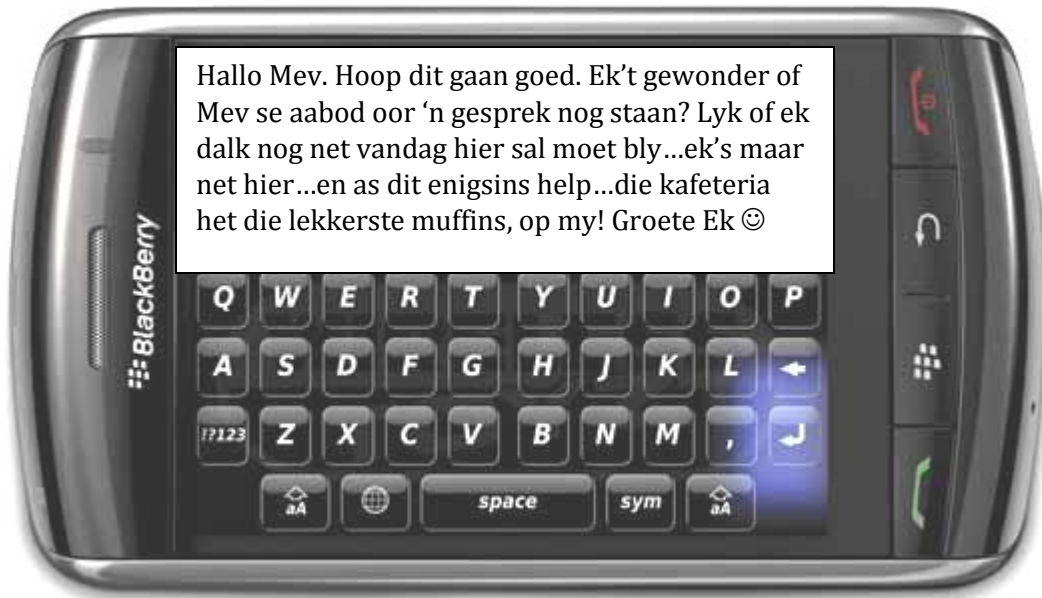 Hallo Mev. Hoop dit gaan goed. Ek't gewonder of
Mev se aabod oor 'n gesprek nog staan? Lyk of ek
dalk nog net vandag hier sal moet bly…ek's maar
net hier…en as dit enigsins help…die kafeteria
het die lekkerste muffins, op my! Groete Ek ☺
BlackBerry
Q W E R T Y U I O P
A S D F G H J K L
!?123 Z X C V B N M ,
aA space sym aA